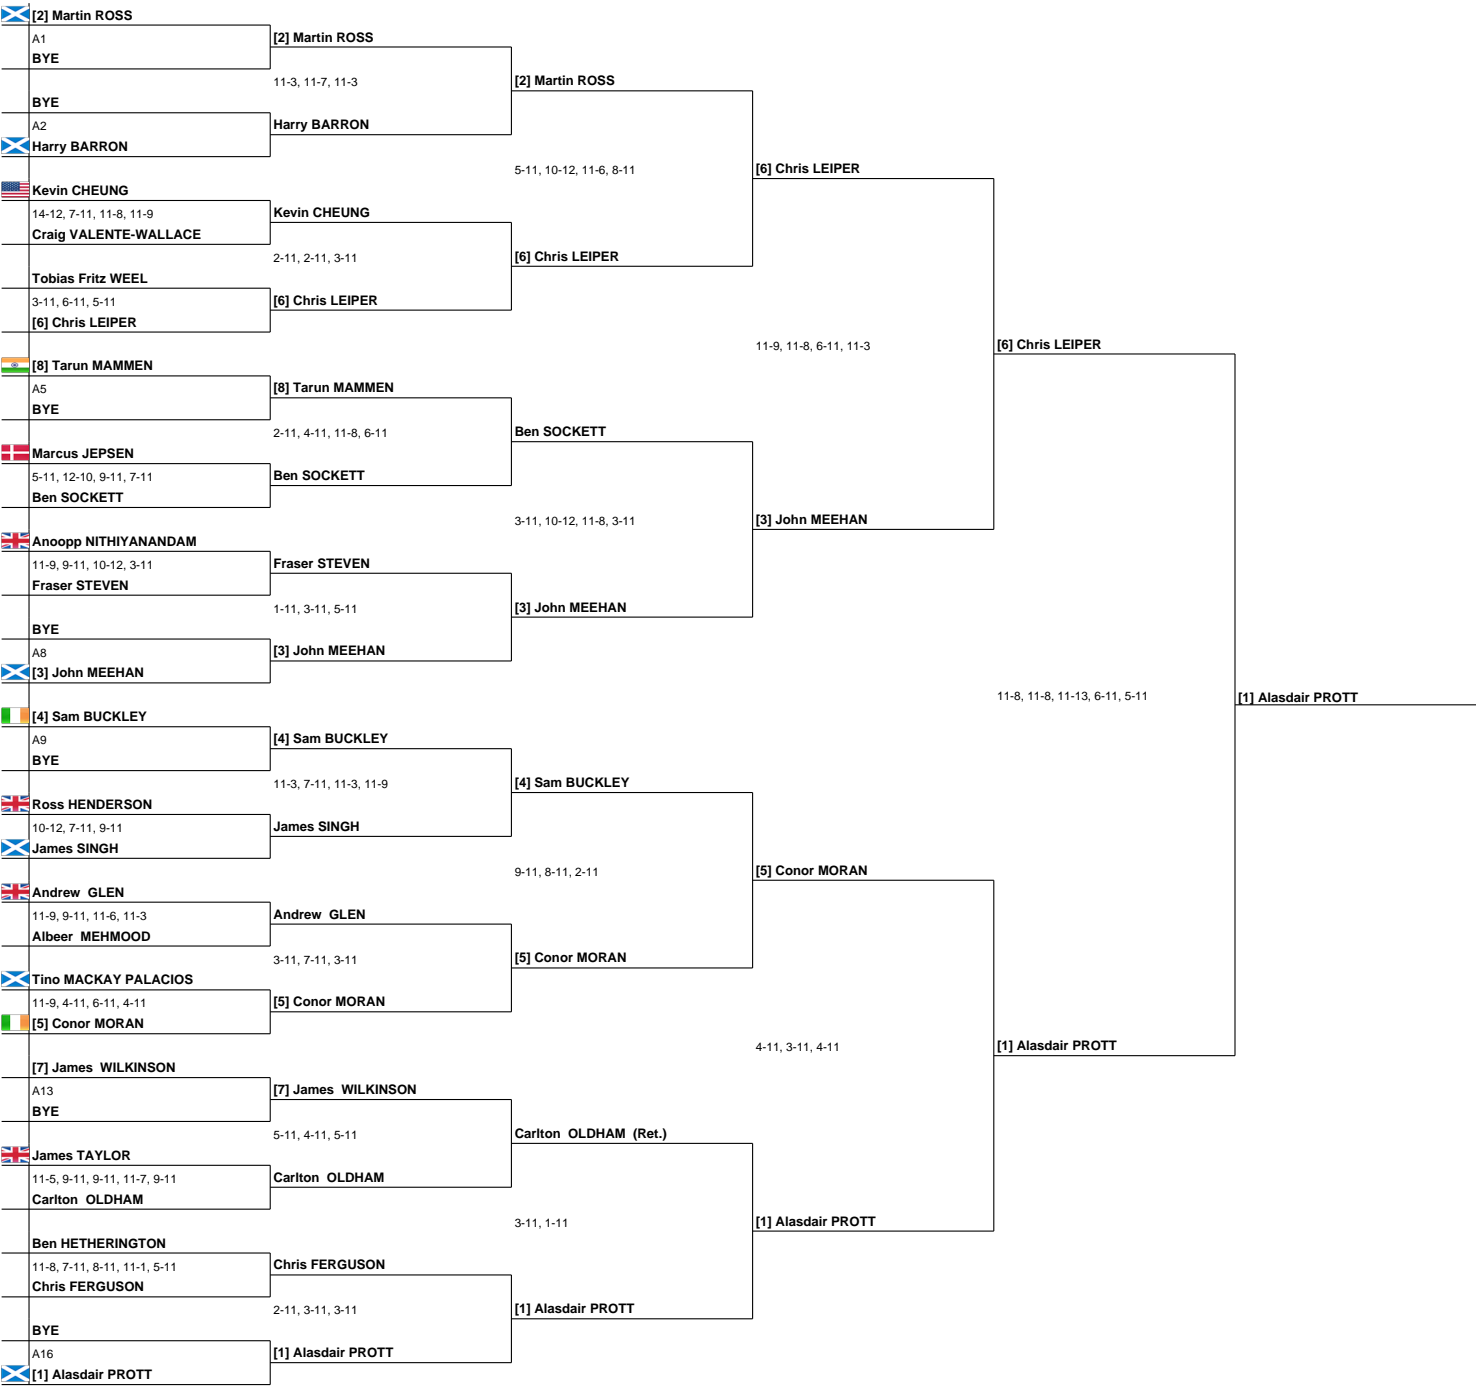 [2] Martin ROSS
A1
BYE
BYE
A2
Harry BARRON
Kevin CHEUNG
14-12, 7-11, 11-8, 11-9
Craig VALENTE-WALLACE
Tobias Fritz WEEL
3-11, 6-11, 5-11
[6] Chris LEIPER
[8] Tarun MAMMEN
A5
BYE
Marcus JEPSEN
5-11, 12-10, 9-11, 7-11
Ben SOCKETT
Anoopp NITHIYANANDAM
11-9, 9-11, 10-12, 3-11
Fraser STEVEN
BYE
A8
[3] John MEEHAN
[4] Sam BUCKLEY
A9
BYE
Ross HENDERSON
10-12, 7-11, 9-11
James SINGH
Andrew  GLEN
11-9, 9-11, 11-6, 11-3
Albeer  MEHMOOD
Tino MACKAY PALACIOS
11-9, 4-11, 6-11, 4-11
[5] Conor MORAN
[7] James  WILKINSON
A13
BYE
James TAYLOR
11-5, 9-11, 9-11, 11-7, 9-11
Carlton  OLDHAM
Ben HETHERINGTON
11-8, 7-11, 8-11, 11-1, 5-11
Chris FERGUSON
BYE
A16
[1] Alasdair PROTT
[2] Martin ROSS
11-3, 11-7, 11-3
Harry BARRON
Kevin CHEUNG
2-11, 2-11, 3-11
[6] Chris LEIPER
[8] Tarun MAMMEN
2-11, 4-11, 11-8, 6-11
Ben SOCKETT
Fraser STEVEN
1-11, 3-11, 5-11
[3] John MEEHAN
[4] Sam BUCKLEY
11-3, 7-11, 11-3, 11-9
James SINGH
Andrew  GLEN
3-11, 7-11, 3-11
[5] Conor MORAN
[7] James  WILKINSON
5-11, 4-11, 5-11
Carlton  OLDHAM
Chris FERGUSON
2-11, 3-11, 3-11
[1] Alasdair PROTT
[2] Martin ROSS
5-11, 10-12, 11-6, 8-11
[6] Chris LEIPER
Ben SOCKETT
3-11, 10-12, 11-8, 3-11
[3] John MEEHAN
[4] Sam BUCKLEY
9-11, 8-11, 2-11
[5] Conor MORAN
Carlton  OLDHAM  (Ret.)
3-11, 1-11
[1] Alasdair PROTT
[6] Chris LEIPER
11-9, 11-8, 6-11, 11-3
[3] John MEEHAN
[5] Conor MORAN
4-11, 3-11, 4-11
[1] Alasdair PROTT
[6] Chris LEIPER
11-8, 11-8, 11-13, 6-11, 5-11
[1] Alasdair PROTT
[1] Alasdair PROTT